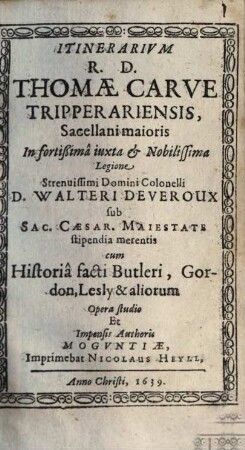 ITINERARIVM
R. D.
THOMÆ CARVE
TRIPPERARIENSIS,
Sacellani maioris
In fortißimâ iuxta & Nobilißima
Legione
Strenuissimi Domini Colonelli
D. WALTERI DEVEROUX
sub
SAC. CÆSAR. MAIESTATE
stipendia merentis
cum
Historiâ facti Butleri, Gor-
don, Lesly & aliorum
Opera studio
Et
Impensis Authoris
MOGVNTIÆ,
Imprimebat NICOLAUS HEYLL,
Anno Christi, 1639.